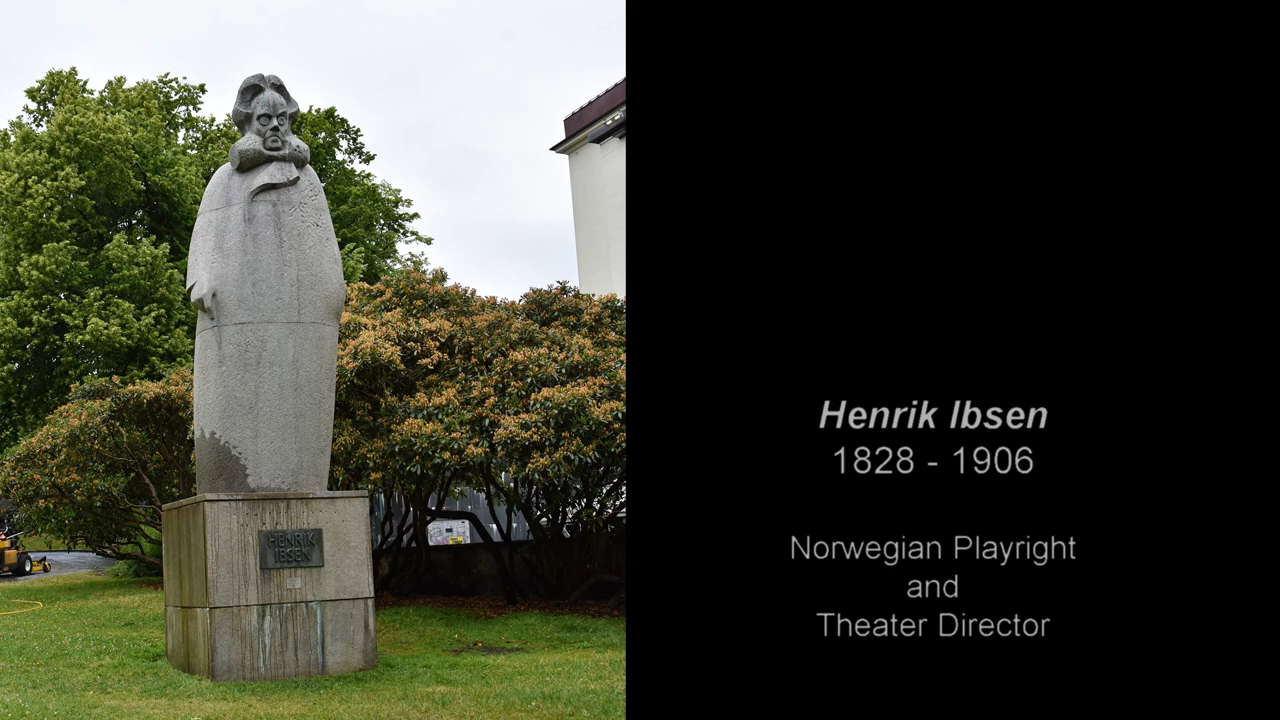 HENRIK
IBSEN
Henrik Ibsen
1828 - 1906
Norwegian Playright
and
Theater Director